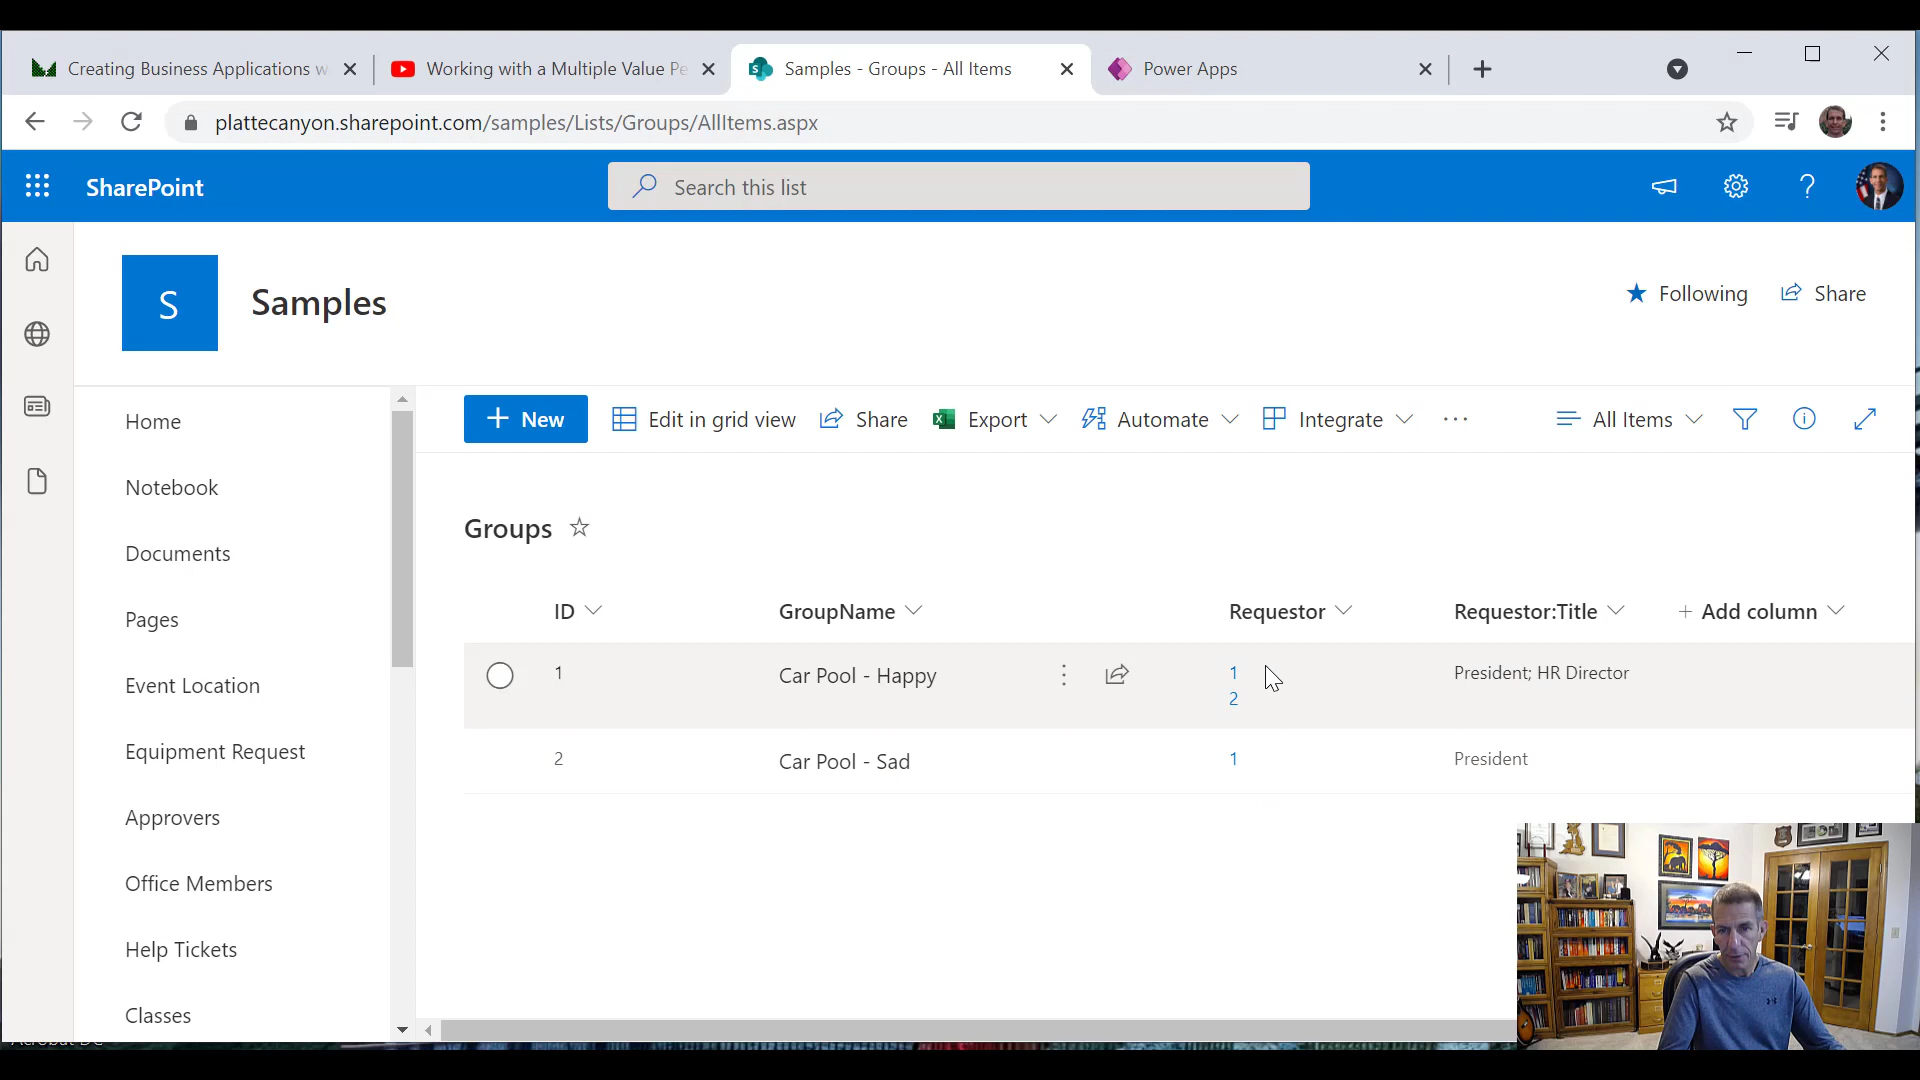 Creating Business Applications w
Working with a Multiple Value Pe
Samples - Groups - All Items
Power Apps
plattecanyon.sharepoint.com/samples/Lists/Groups/AllItems.aspx
SharePoint
Search this list
S
Samples
Following
Share
Home
Notebook
Documents
Pages
Event Location
Equipment Request
Approvers
Office Members
Help Tickets
Classes
+ New
Edit in grid view
Share
Export
Automate
Integrate
All Items
Groups
ID
GroupName
Requestor
Requestor:Title
+ Add column
1
Car Pool - Happy
1
2
President; HR Director
2
Car Pool - Sad
1
President